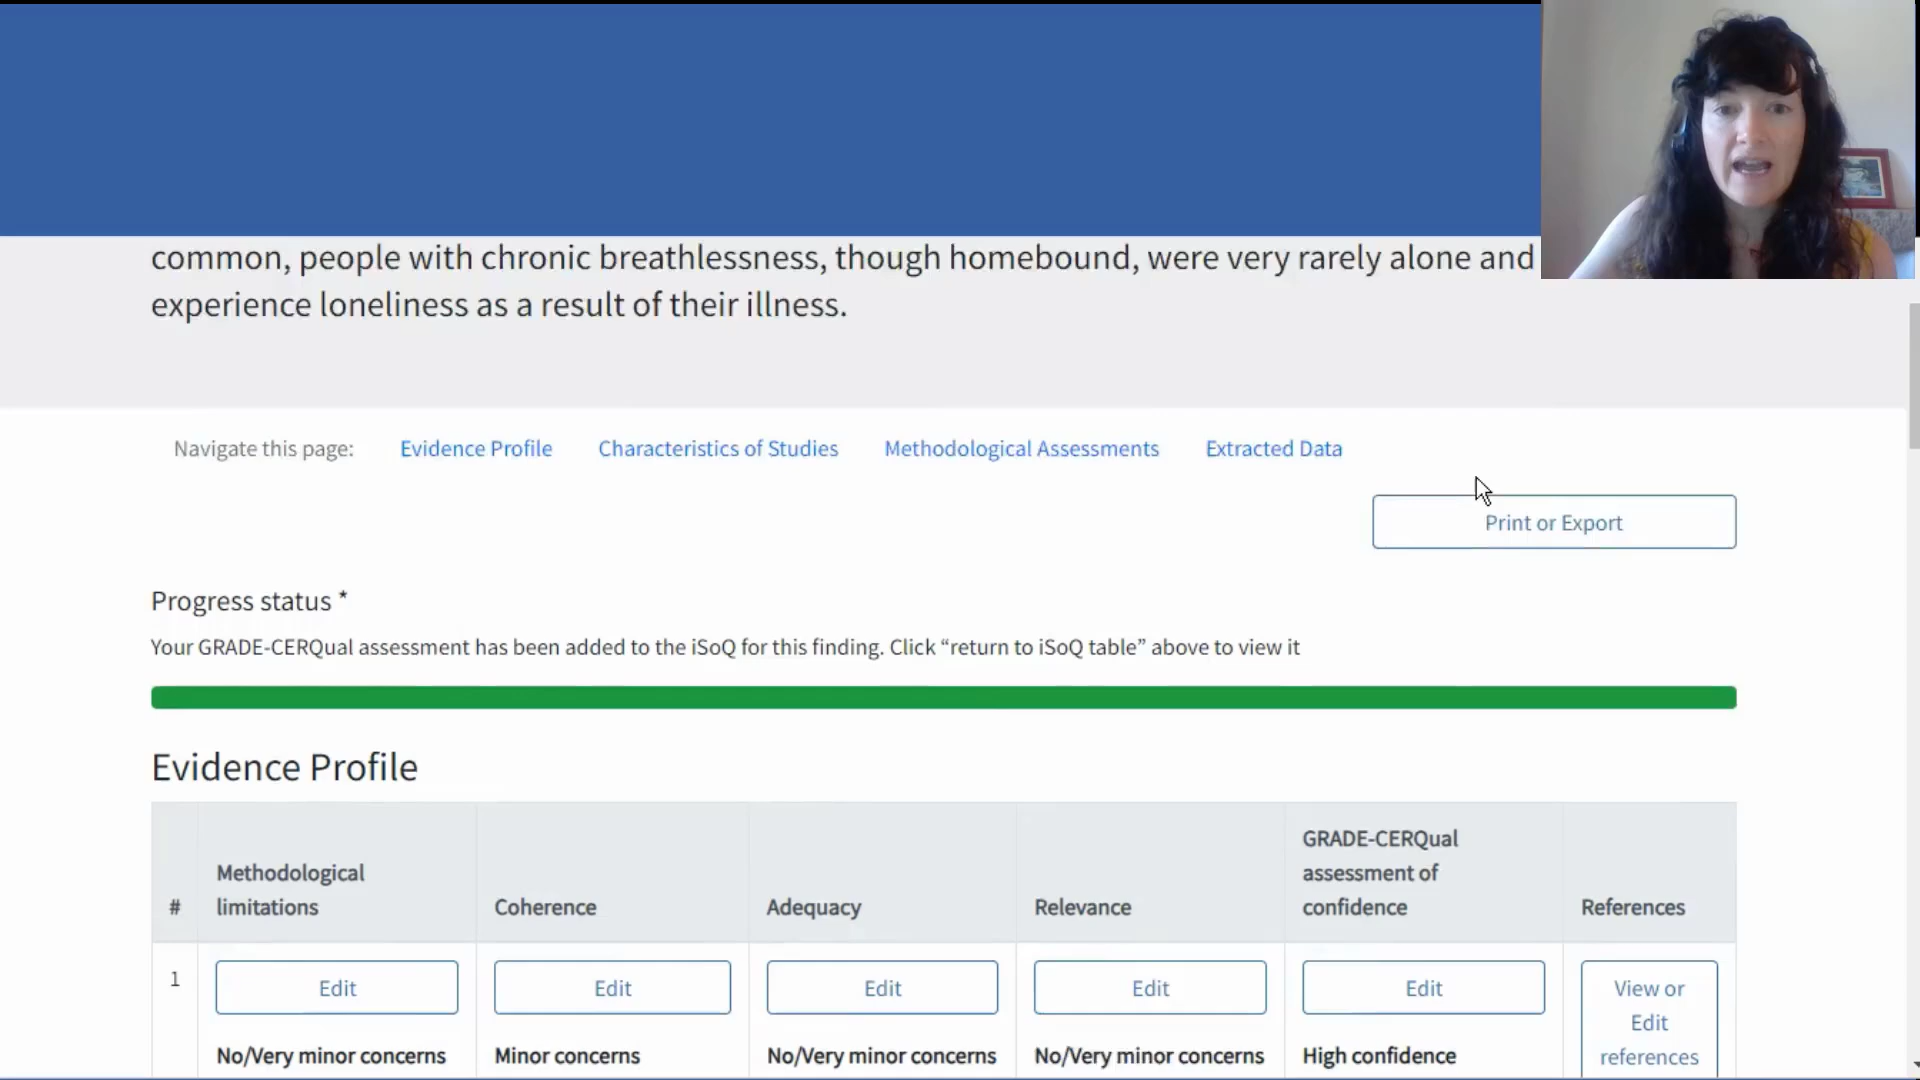 common, people with chronic breathlessness, though homebound, were very rarely alone and
experience loneliness as a result of their illness.
Navigate this page: Evidence Profile Characteristics of Studies Methodological Assessments Extracted Data
Print or Export
Progress status *
Your GRADE-CERQual assessment has been added to the iSoQ for this finding. Click “return to iSoQ table” above to view it
Evidence Profile
# Methodological limitations Coherence Adequacy Relevance GRADE-CERQual assessment of confidence References
1 Edit Edit Edit Edit Edit View or Edit references
No/Very minor concerns Minor concerns No/Very minor concerns No/Very minor concerns High confidence